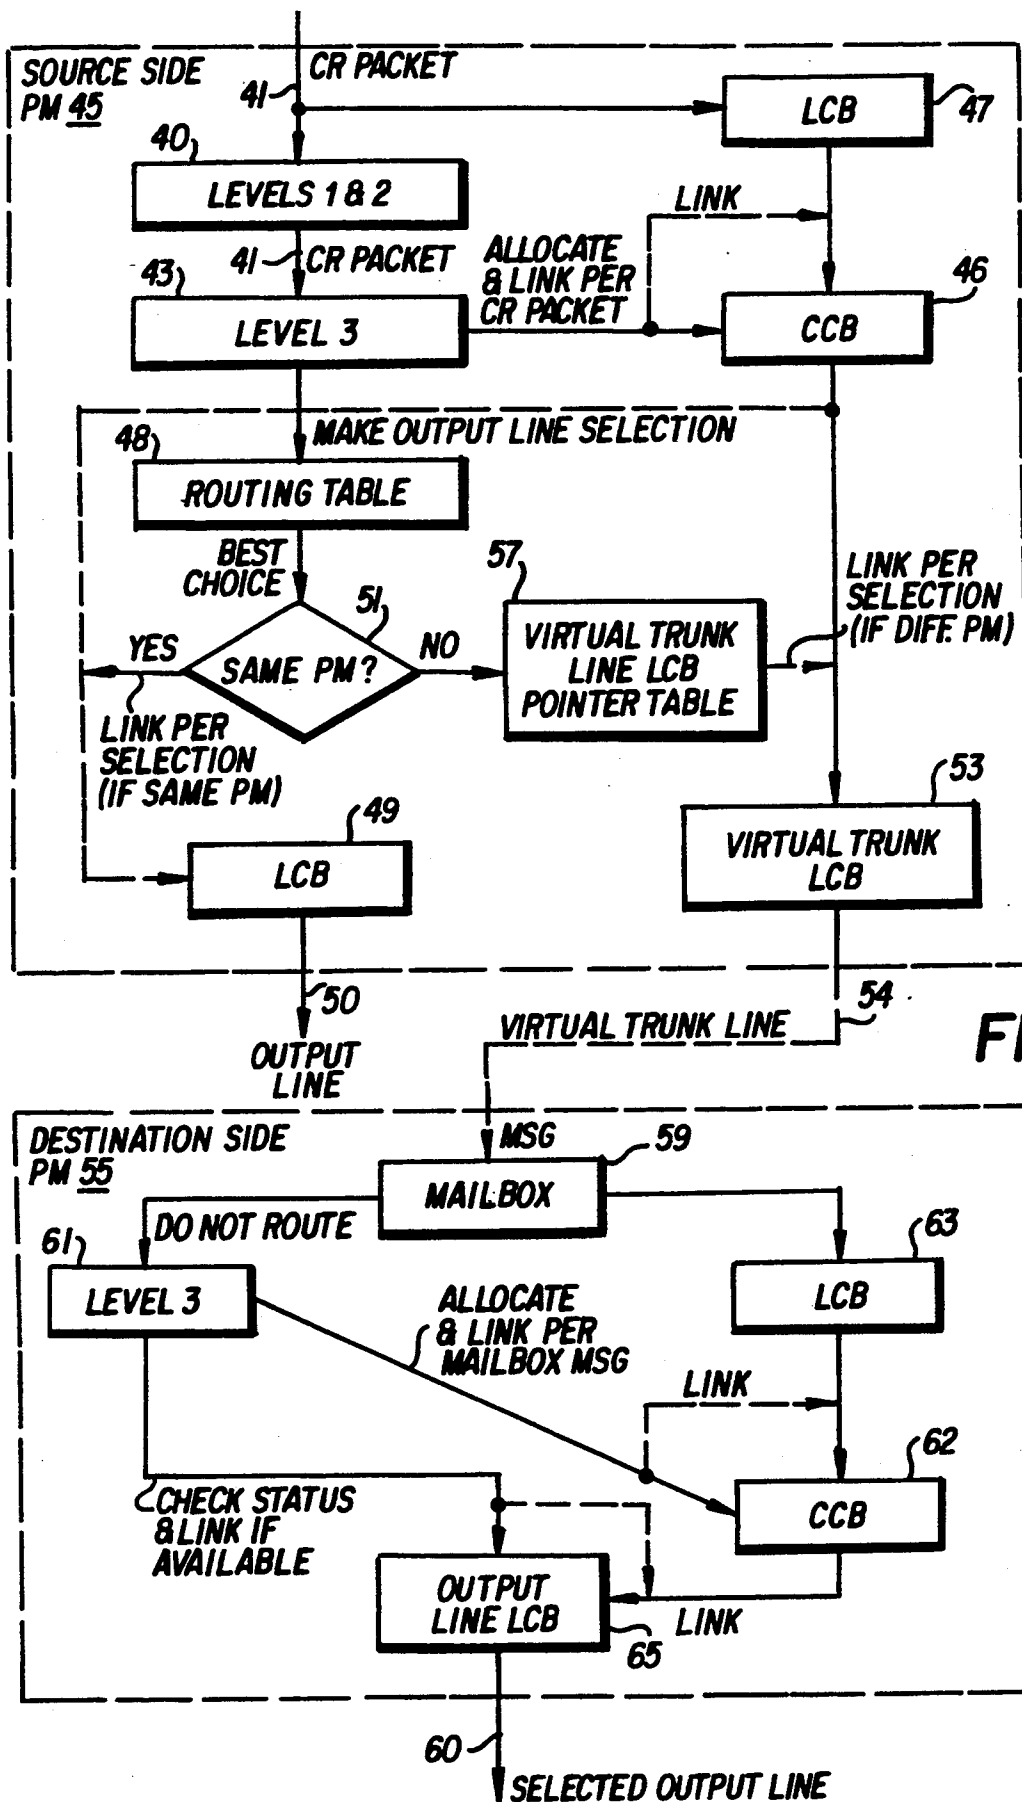 CR PACKET
SOURCE SIDE
PM 45
41
LCB
47
40
LEVELS 1 & 2
LINK
41
CR PACKET
ALLOCATE
& LINK PER
CR PACKET
43
46
LEVEL 3
CCB
MAKE OUTPUT LINE SELECTION
48
ROUTING TABLE
BEST
CHOICE
57
LINK PER
SELECTION
(IF DIFF. PM)
51
YES
SAME PM?
NO
VIRTUAL TRUNK
LINE LCB
POINTER TABLE
LINK PER
SELECTION
(IF SAME PM)
53
49
LCB
VIRTUAL TRUNK
LCB
50
54
VIRTUAL TRUNK LINE
OUTPUT
LINE
DESTINATION SIDE
PM 55
MSG
59
MAILBOX
DO NOT ROUTE
61
63
LEVEL 3
LCB
ALLOCATE
& LINK PER
MAILBOX MSG
LINK
62
CHECK STATUS
& LINK IF
AVAILABLE
CCB
OUTPUT
LINE LCB
LINK
65
60
SELECTED OUTPUT LINE